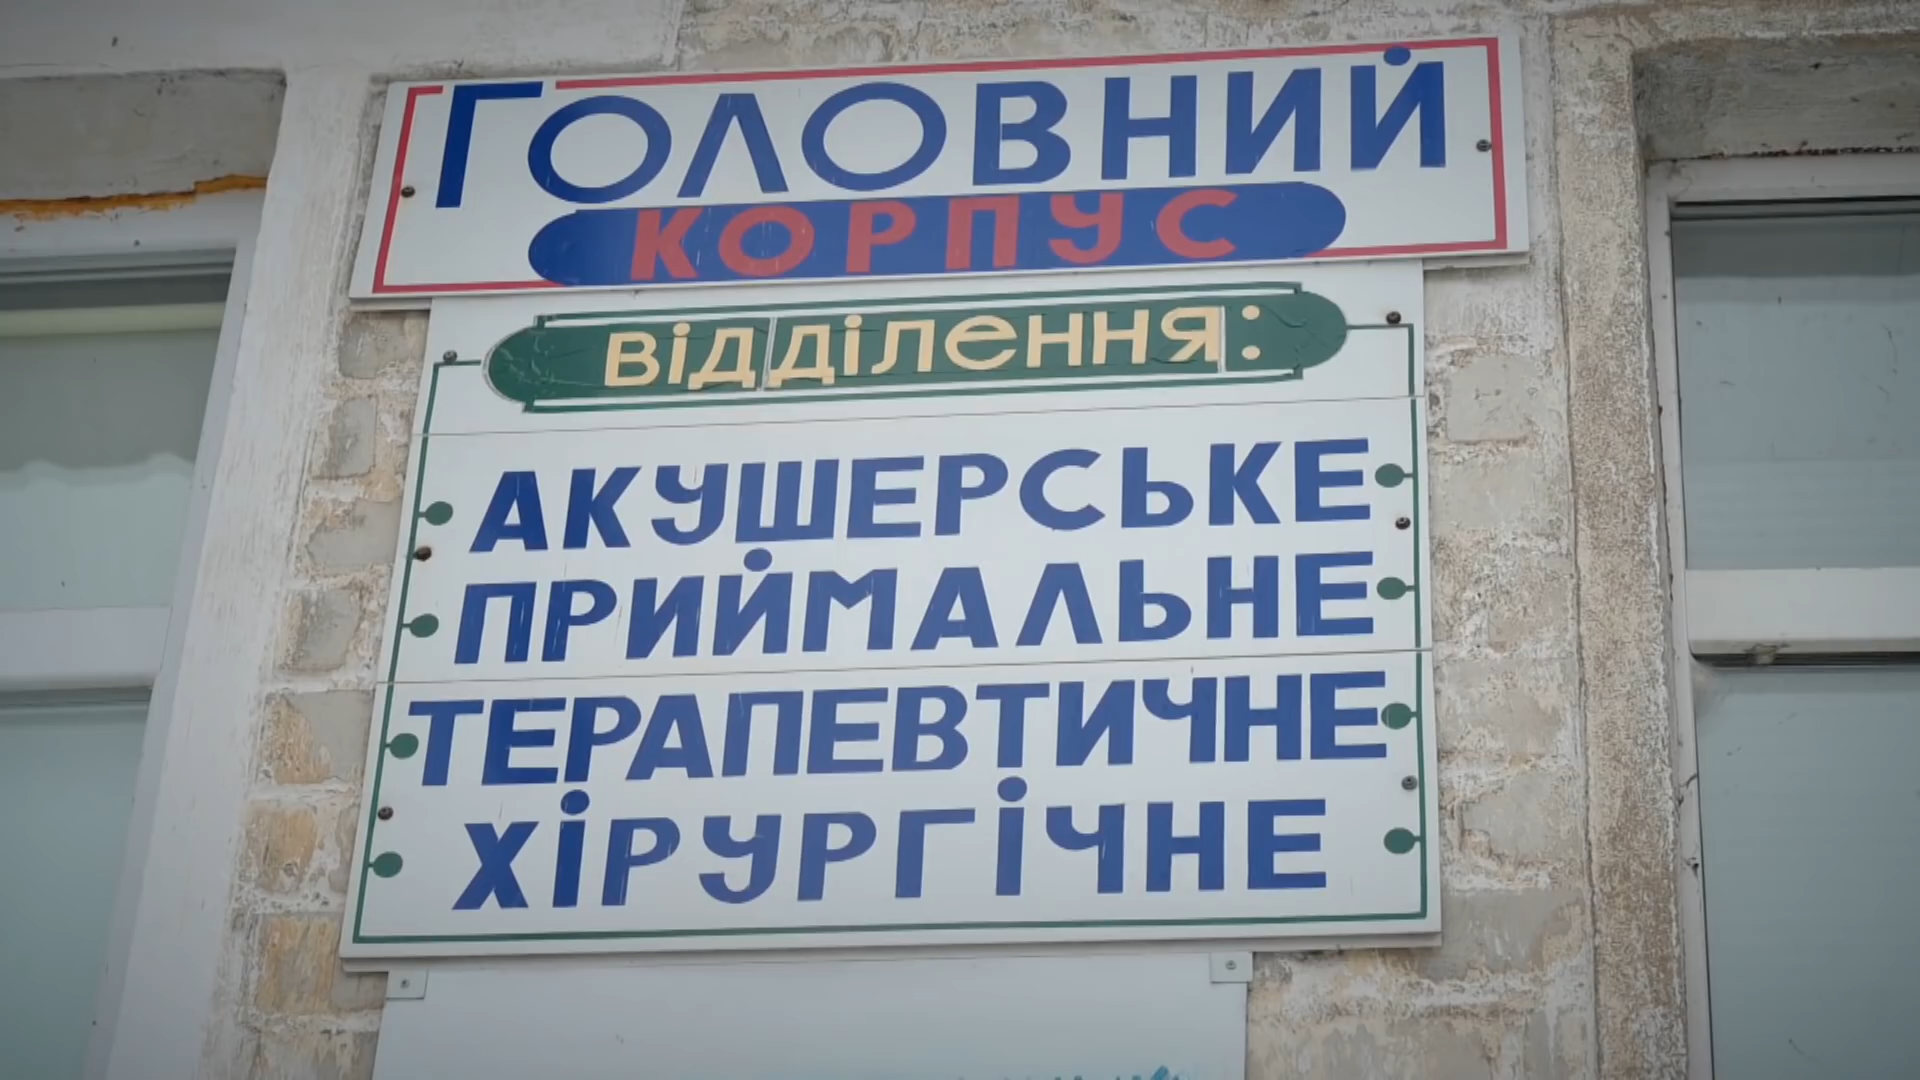 ГОЛОВНИЙ
КОРПУС
відділення:
АКУШЕРСЬКЕ
ПРИЙМАЛЬНЕ
ТЕРАПЕВТИЧНЕ
ХіРУРГіЧНЕ